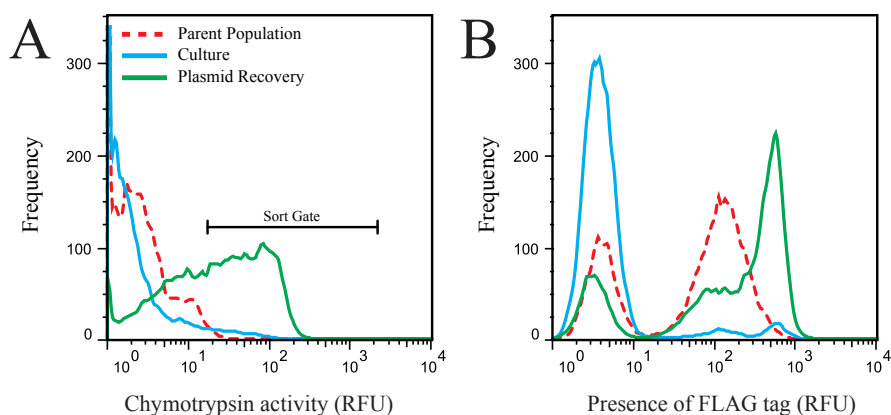 A
Parent Population
Culture
Plasmid Recovery
Sort Gate
Frequency
300
200
100
0
10^0 10^1 10^2 10^3 10^4
Chymotrypsin activity (RFU)
B
Frequency
300
200
100
0
10^0 10^1 10^2 10^3 10^4
Presence of FLAG tag (RFU)